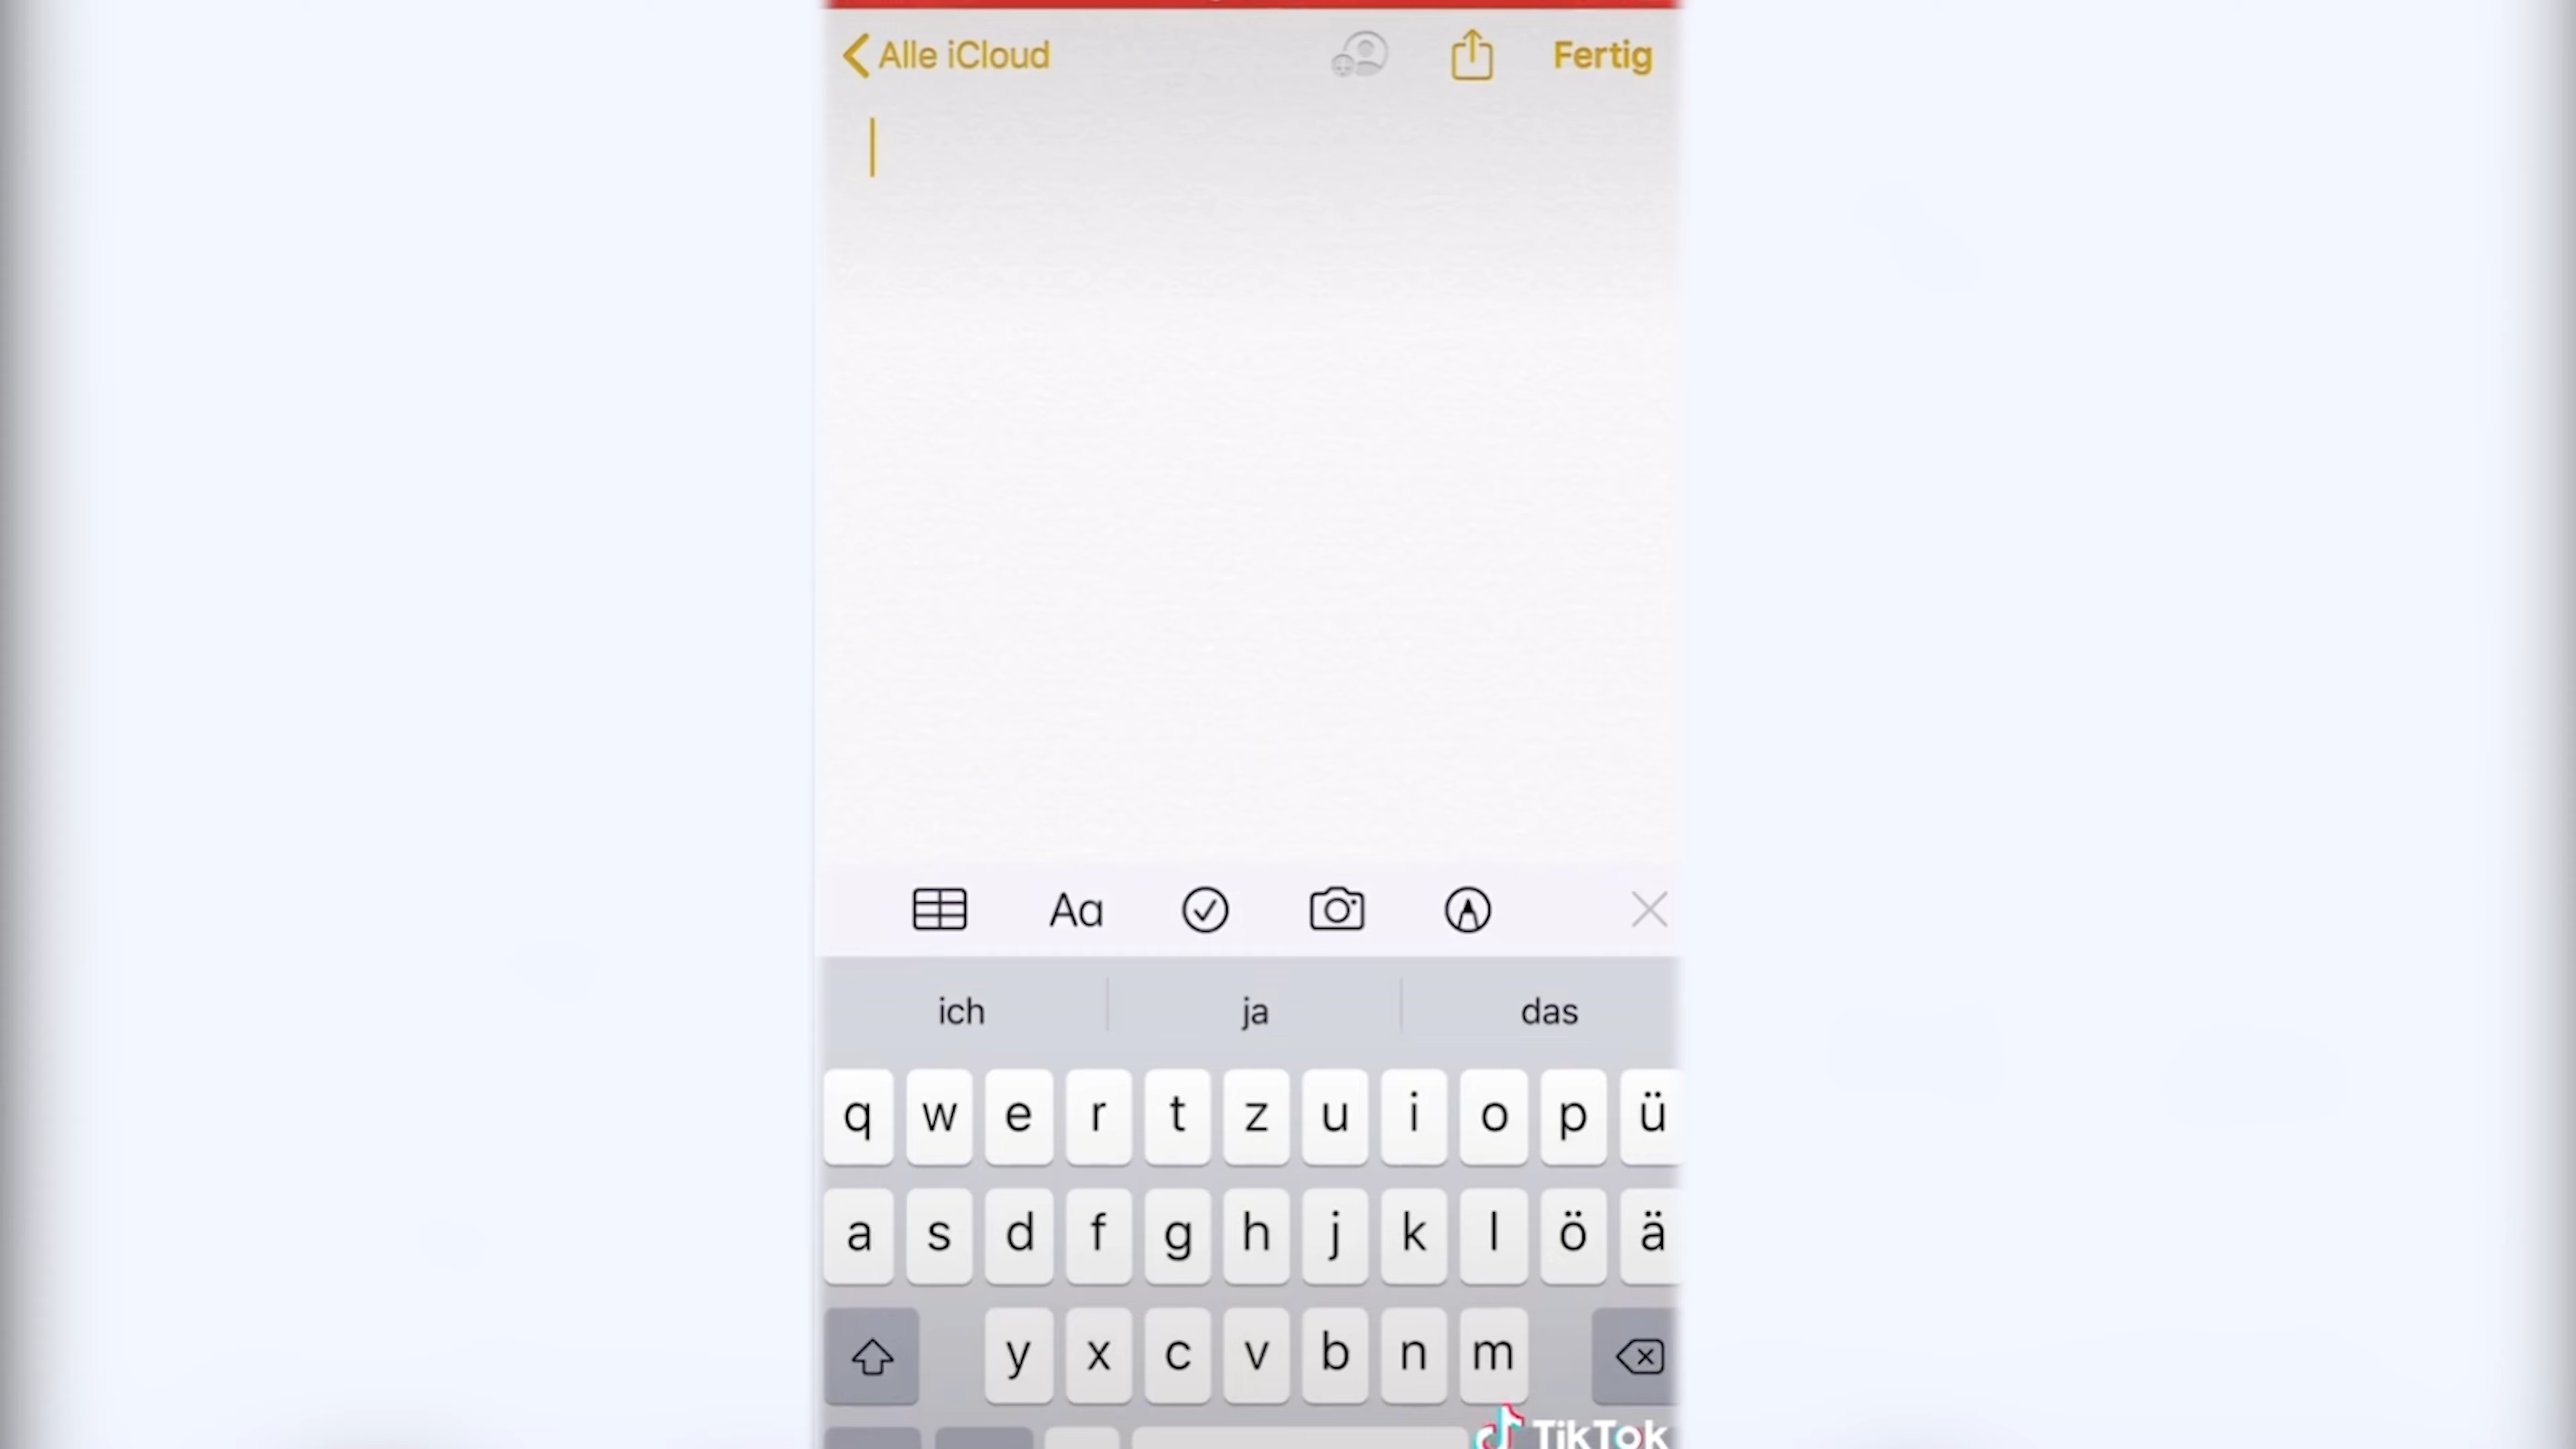 Alle iCloud Fertig
Aa
ich ja das
q w e r t z u i o p ü
a s d f g h j k l ö ä
y x c v b n m
TikTok